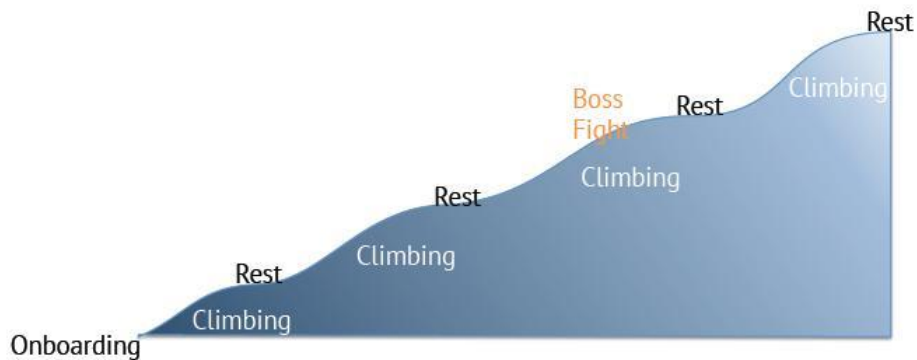 Rest
Climbing
Boss
Fight
Rest
Climbing
Rest
Climbing
Rest
Climbing
Onboarding